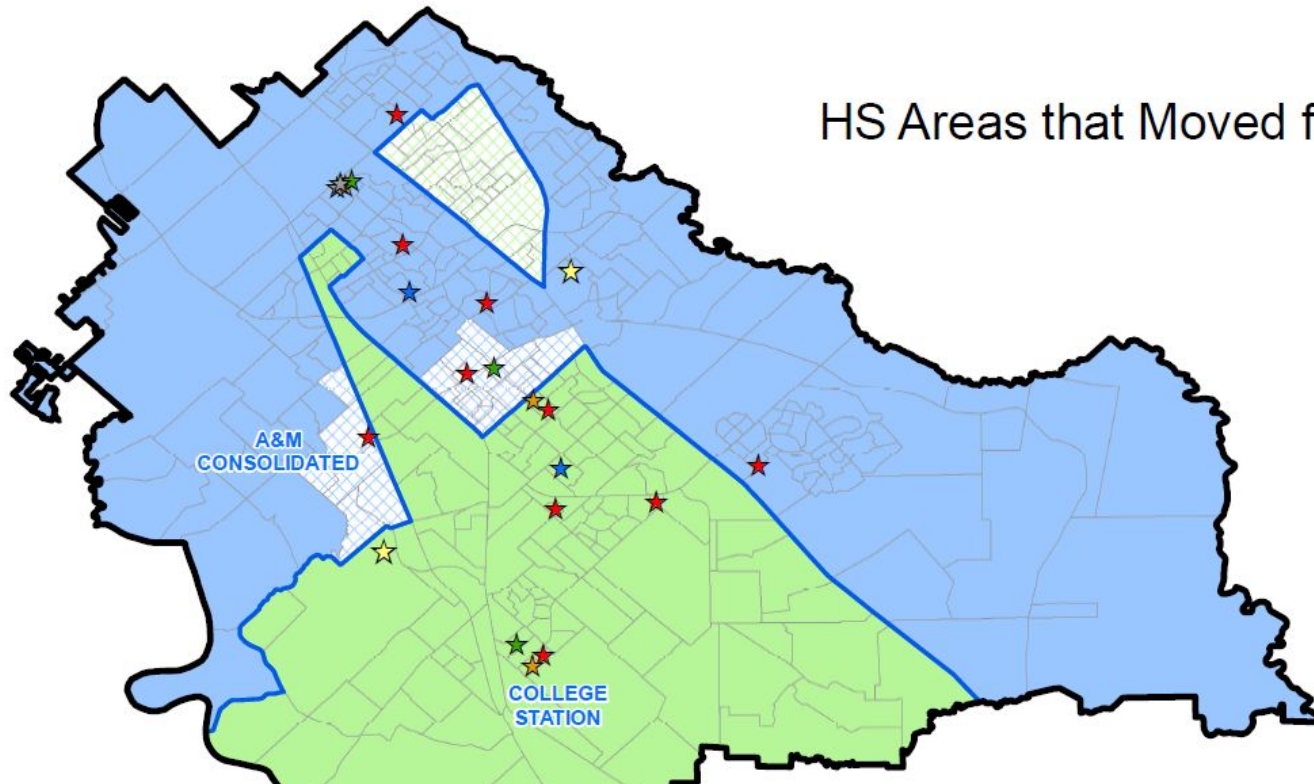 HS Areas that Moved f
A&M
CONSOLIDATED
COLLEGE
STATION